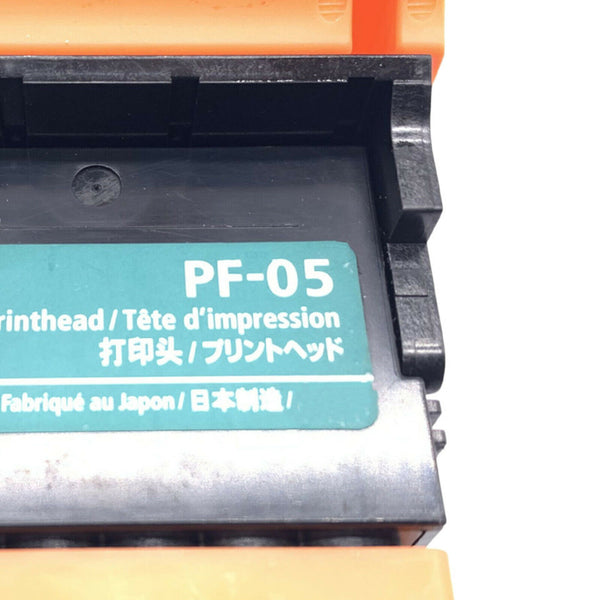 PF-05
rinthead / Tête d'impression
打印头 / プリントヘッド
Fabriqué au Japon / 日本制造 /